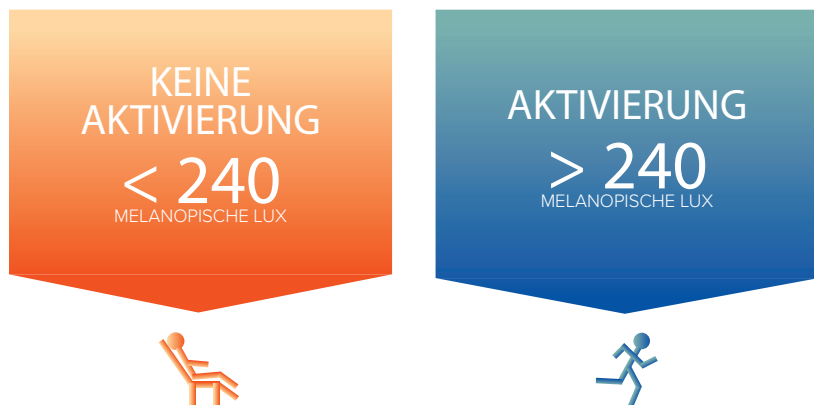 KEINE
AKTIVIERUNG
< 240
MELANOPISCHE LUX
AKTIVIERUNG
> 240
MELANOPISCHE LUX